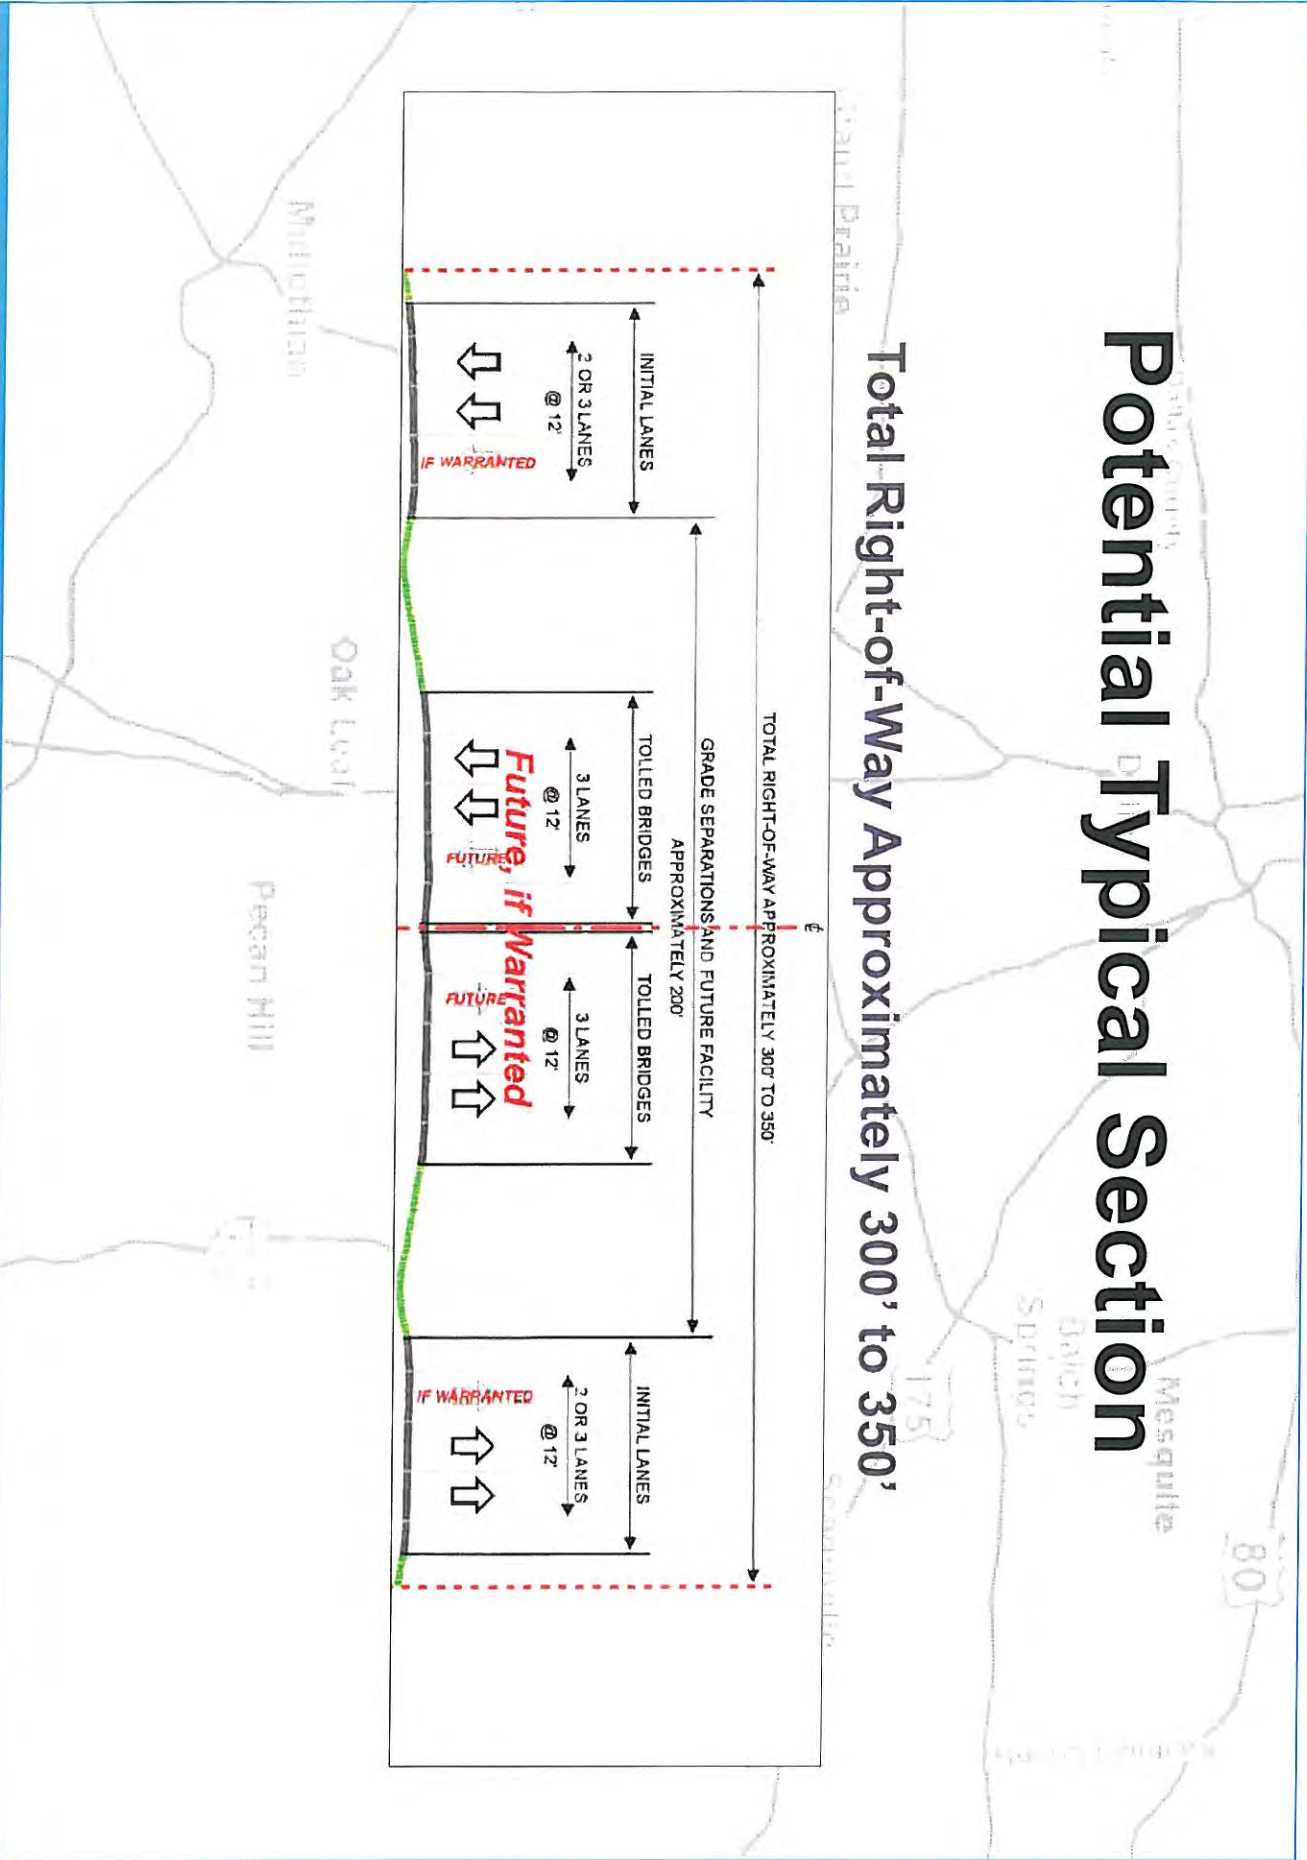 Potential Typical Section
Total Right-of-Way Approximately 300' to 350'
℄
TOTAL RIGHT-OF-WAY APPROXIMATELY 300' TO 350'
GRADE SEPARATIONS AND FUTURE FACILITY
APPROXIMATELY 200'
INITIAL LANES
TOLLED BRIDGES
TOLLED BRIDGES
INITIAL LANES
2 OR 3 LANES
@ 12'
3 LANES
@ 12'
3 LANES
@ 12'
2 OR 3 LANES
@ 12'
Future, if Warranted
IF WARRANTED
FUTURE
FUTURE
IF WARRANTED
Mesquite
80
Balch
Springs
175
Seagoville
Kaufman County
Grand Prairie
Midlothian
Oak Leaf
Pecan Hill